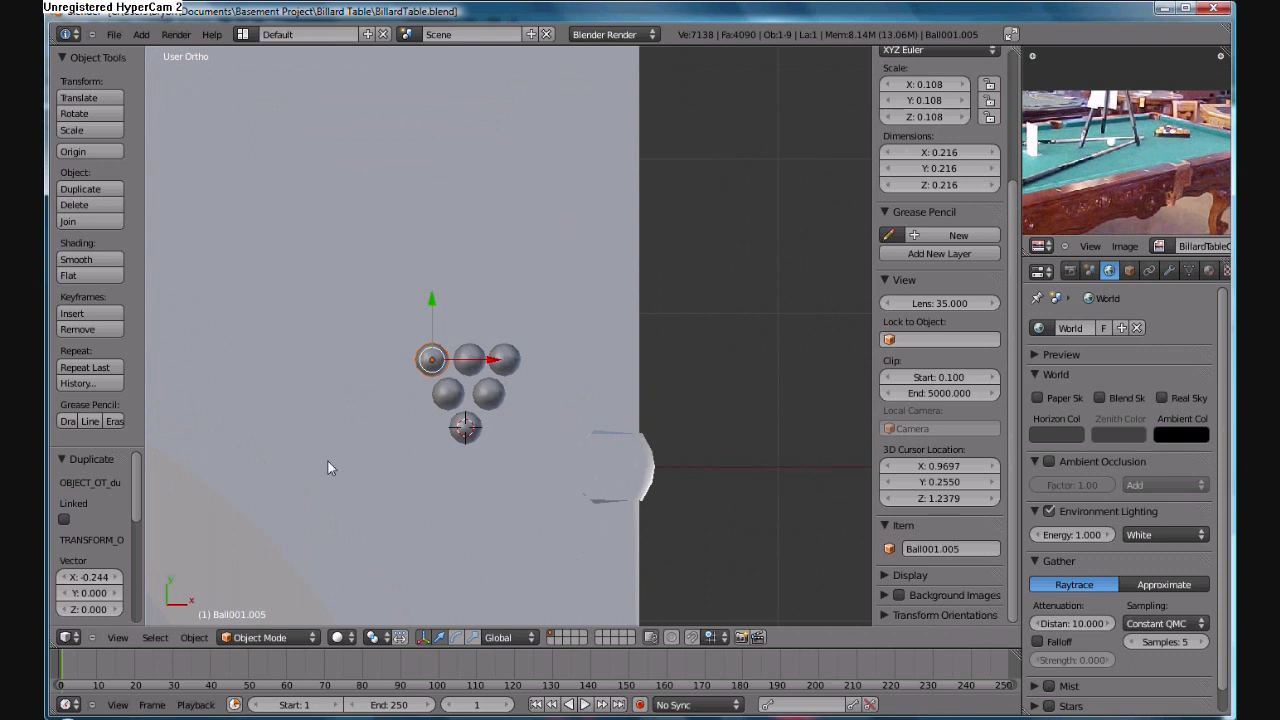 Unregistered HyperCam 2
Documents\Basement Project\Billard Table\BillardTable.blend]
File Add Render Help Default Scene Blender Render Ve:7138 | Fa:4090 | Ob:1-9 | La:1 | Mem:8.14M (13.06M) | Ball001.005
Object Tools
Transform:
Translate
Rotate
Scale
Origin
Object:
Duplicate
Delete
Join
Shading:
Smooth
Flat
Keyframes:
Insert
Remove
Repeat:
Repeat Last
History...
Grease Pencil:
Dra Line Eras
Duplicate
OBJECT_OT_du
Linked
TRANSFORM_O
Vector
X: -0.244
Y: 0.000
Z: 0.000
User Ortho
y
x
(1) Ball001.005
XYZ Euler
Scale:
X: 0.108
Y: 0.108
Z: 0.108
Dimensions:
X: 0.216
Y: 0.216
Z: 0.216
Grease Pencil
New
Add New Layer
View
Lens: 35.000
Lock to Object:
Clip:
Start: 0.100
End: 5000.000
Local Camera:
Camera
3D Cursor Location:
X: 0.9697
Y: 0.2550
Z: 1.2379
Item
Ball001.005
Display
Background Images
Transform Orientations
View Image BillardTableC
World
World F
Preview
World
Paper Sk Blend Sk Real Sky
Horizon Col Zenith Color Ambient Col
Ambient Occlusion
Factor: 1.00 Add
Environment Lighting
Energy: 1.000 White
Gather
Raytrace Approximate
Attenuation: Sampling:
Distan: 10.000 Constant QMC
Falloff Samples: 5
Strength: 0.000
Mist
Stars
View Select Object Object Mode Global
0 10 20 30 40 50 60 70 80 90 100 110 120 130 140 150 160 170 180 190 200 210 220 230 240 250
View Frame Playback Start: 1 End: 250 1 No Sync